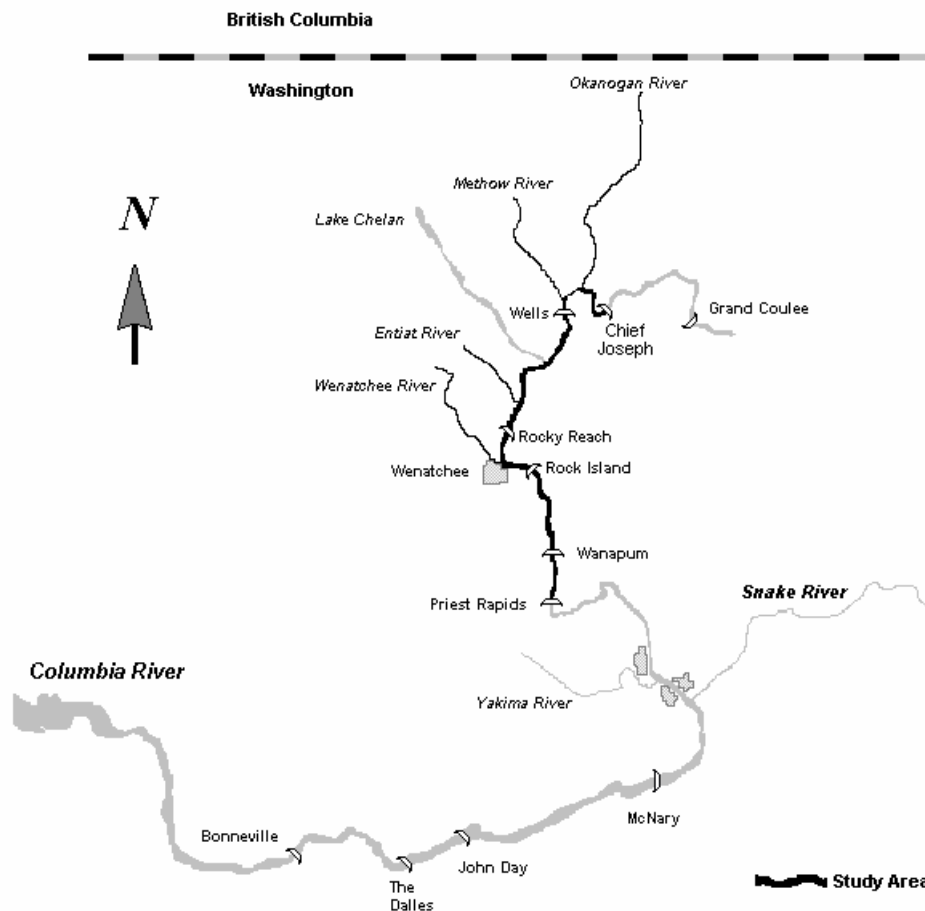 British Columbia
Washington
Okanogan River
Methow River
N
Lake Chelan
Wells
Grand Coulee
Chief
Joseph
Entiat River
Wenatchee River
Rocky Reach
Wenatchee
Rock Island
Wanapum
Priest Rapids
Snake River
Columbia River
Yakima River
McNary
Bonneville
John Day
The
Dalles
Study Area